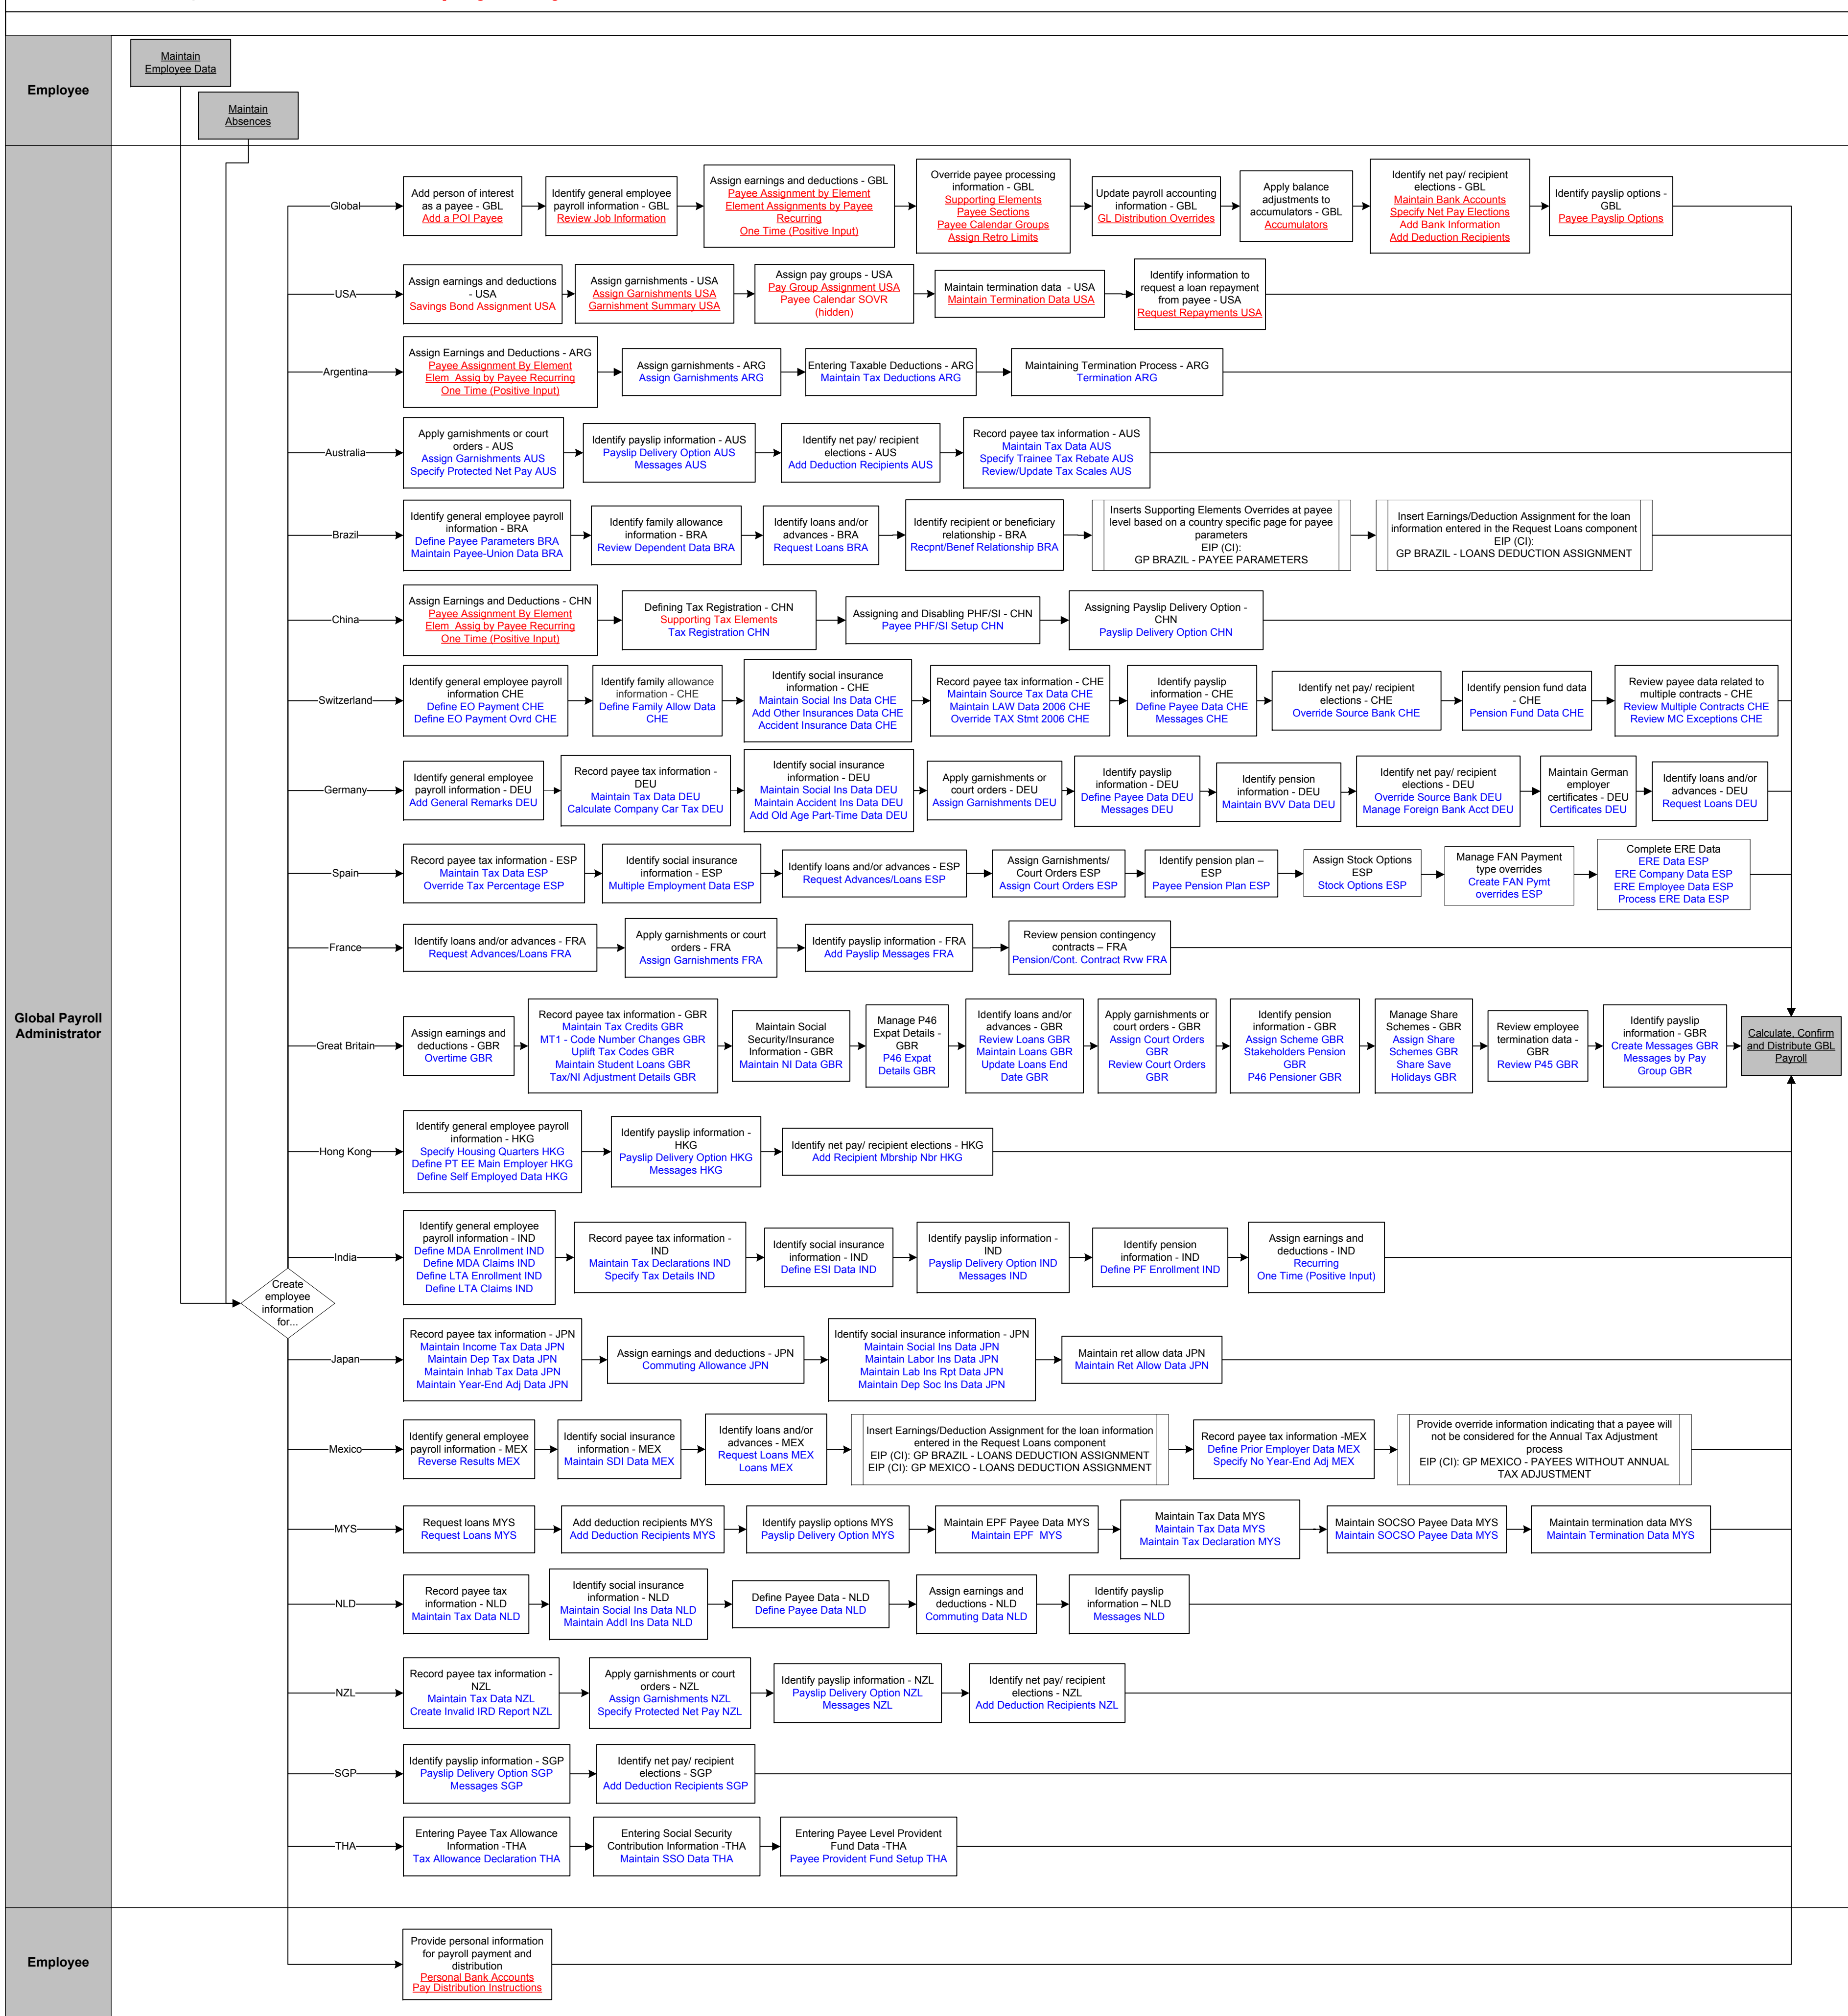 Employee
Maintain
Employee Data
Maintain
Absences
Global Payroll
Administrator
Create
employee
information
for...
Global
Add person of interest
as a payee - GBL
Add a POI Payee
Identify general employee
payroll information - GBL
Review Job Information
Assign earnings and deductions - GBL
Payee Assignment by Element
Element Assignments by Payee
Recurring
One Time (Positive Input)
Override payee processing
information - GBL
Supporting Elements
Payee Sections
Payee Calendar Groups
Assign Retro Limits
Update payroll accounting
information - GBL
GL Distribution Overrides
Apply balance
adjustments to
accumulators - GBL
Accumulators
Identify net pay/ recipient
elections - GBL
Maintain Bank Accounts
Specify Net Pay Elections
Add Bank Information
Add Deduction Recipients
Identify payslip options -
GBL
Payee Payslip Options
USA
Assign earnings and deductions
- USA
Savings Bond Assignment USA
Assign garnishments - USA
Assign Garnishments USA
Garnishment Summary USA
Assign pay groups - USA
Pay Group Assignment USA
Payee Calendar SOVR
(hidden)
Maintain termination data - USA
Maintain Termination Data USA
Identify information to
request a loan repayment
from payee - USA
Request Repayments USA
Argentina
Assign Earnings and Deductions - ARG
Payee Assignment By Element
Elem Assig by Payee Recurring
One Time (Positive Input)
Assign garnishments - ARG
Assign Garnishments ARG
Entering Taxable Deductions - ARG
Maintain Tax Deductions ARG
Maintaining Termination Process - ARG
Termination ARG
Australia
Apply garnishments or court
orders - AUS
Assign Garnishments AUS
Specify Protected Net Pay AUS
Identify payslip information - AUS
Payslip Delivery Option AUS
Messages AUS
Identify net pay/ recipient
elections - AUS
Add Deduction Recipients AUS
Record payee tax information - AUS
Maintain Tax Data AUS
Specify Trainee Tax Rebate AUS
Review/Update Tax Scales AUS
Brazil
Identify general employee payroll
information - BRA
Define Payee Parameters BRA
Maintain Payee-Union Data BRA
Identify family allowance
information - BRA
Review Dependent Data BRA
Identify loans and/or
advances - BRA
Request Loans BRA
Identify recipient or beneficiary
relationship - BRA
Recpnt/Benef Relationship BRA
Inserts Supporting Elements Overrides at payee
level based on a country specific page for payee
parameters
EIP (CI):
GP BRAZIL - PAYEE PARAMETERS
Insert Earnings/Deduction Assignment for the loan
information entered in the Request Loans component
EIP (CI):
GP BRAZIL - LOANS DEDUCTION ASSIGNMENT
China
Assign Earnings and Deductions - CHN
Payee Assignment By Element
Elem Assig by Payee Recurring
One Time (Positive Input)
Defining Tax Registration - CHN
Supporting Tax Elements
Tax Registration CHN
Assigning and Disabling PHF/SI - CHN
Payee PHF/SI Setup CHN
Assigning Payslip Delivery Option -
CHN
Payslip Delivery Option CHN
Switzerland
Identify general employee payroll
information CHE
Define EO Payment CHE
Define EO Payment Ovrd CHE
Identify family allowance
information - CHE
Define Family Allow Data
CHE
Identify social insurance
information - CHE
Maintain Social Ins Data CHE
Add Other Insurances Data CHE
Accident Insurance Data CHE
Record payee tax information - CHE
Maintain Source Tax Data CHE
Maintain LAW Data 2006 CHE
Override TAX Stmt 2006 CHE
Identify payslip
information - CHE
Define Payee Data CHE
Messages CHE
Identify net pay/ recipient
elections - CHE
Override Source Bank CHE
Identify pension fund data
- CHE
Pension Fund Data CHE
Review payee data related to
multiple contracts - CHE
Review Multiple Contracts CHE
Review MC Exceptions CHE
Germany
Identify general employee
payroll information - DEU
Add General Remarks DEU
Record payee tax information -
DEU
Maintain Tax Data DEU
Calculate Company Car Tax DEU
Identify social insurance
information - DEU
Maintain Social Ins Data DEU
Maintain Accident Ins Data DEU
Add Old Age Part-Time Data DEU
Apply garnishments or
court orders - DEU
Assign Garnishments DEU
Identify payslip
information - DEU
Define Payee Data DEU
Messages DEU
Identify pension
information - DEU
Maintain BVV Data DEU
Identify net pay/ recipient
elections - DEU
Override Source Bank DEU
Manage Foreign Bank Acct DEU
Maintain German
employer
certificates - DEU
Certificates DEU
Identify loans and/or
advances - DEU
Request Loans DEU
Spain
Record payee tax information - ESP
Maintain Tax Data ESP
Override Tax Percentage ESP
Identify social insurance
information - ESP
Multiple Employment Data ESP
Identify loans and/or advances - ESP
Request Advances/Loans ESP
Assign Garnishments/
Court Orders ESP
Assign Court Orders ESP
Identify pension plan –
ESP
Payee Pension Plan ESP
Assign Stock Options
ESP
Stock Options ESP
Manage FAN Payment
type overrides
Create FAN Pymt
overrides ESP
Complete ERE Data
ERE Data ESP
ERE Company Data ESP
ERE Employee Data ESP
Process ERE Data ESP
France
Identify loans and/or advances - FRA
Request Advances/Loans FRA
Apply garnishments or court
orders - FRA
Assign Garnishments FRA
Identify payslip information - FRA
Add Payslip Messages FRA
Review pension contingency
contracts – FRA
Pension/Cont. Contract Rvw FRA
Great Britain
Assign earnings and
deductions - GBR
Overtime GBR
Record payee tax information - GBR
Maintain Tax Credits GBR
MT1 - Code Number Changes GBR
Uplift Tax Codes GBR
Maintain Student Loans GBR
Tax/NI Adjustment Details GBR
Maintain Social
Security/Insurance
Information - GBR
Maintain NI Data GBR
Manage P46
Expat Details -
GBR
P46 Expat
Details GBR
Identify loans and/or
advances - GBR
Review Loans GBR
Maintain Loans GBR
Update Loans End
Date GBR
Apply garnishments or
court orders - GBR
Assign Court Orders
GBR
Review Court Orders
GBR
Identify pension
information - GBR
Assign Scheme GBR
Stakeholders Pension
GBR
P46 Pensioner GBR
Manage Share
Schemes - GBR
Assign Share
Schemes GBR
Share Save
Holidays GBR
Review employee
termination data -
GBR
Review P45 GBR
Identify payslip
information - GBR
Create Messages GBR
Messages by Pay
Group GBR
Calculate, Confirm
and Distribute GBL
Payroll
Hong Kong
Identify general employee payroll
information - HKG
Specify Housing Quarters HKG
Define PT EE Main Employer HKG
Define Self Employed Data HKG
Identify payslip information -
HKG
Payslip Delivery Option HKG
Messages HKG
Identify net pay/ recipient elections - HKG
Add Recipient Mbrship Nbr HKG
India
Identify general employee
payroll information - IND
Define MDA Enrollment IND
Define MDA Claims IND
Define LTA Enrollment IND
Define LTA Claims IND
Record payee tax information -
IND
Maintain Tax Declarations IND
Specify Tax Details IND
Identify social insurance
information - IND
Define ESI Data IND
Identify payslip information -
IND
Payslip Delivery Option IND
Messages IND
Identify pension
information - IND
Define PF Enrollment IND
Assign earnings and
deductions - IND
Recurring
One Time (Positive Input)
Japan
Record payee tax information - JPN
Maintain Income Tax Data JPN
Maintain Dep Tax Data JPN
Maintain Inhab Tax Data JPN
Maintain Year-End Adj Data JPN
Assign earnings and deductions - JPN
Commuting Allowance JPN
Identify social insurance information - JPN
Maintain Social Ins Data JPN
Maintain Labor Ins Data JPN
Maintain Lab Ins Rpt Data JPN
Maintain Dep Soc Ins Data JPN
Maintain ret allow data JPN
Maintain Ret Allow Data JPN
Mexico
Identify general employee
payroll information - MEX
Reverse Results MEX
Identify social insurance
information - MEX
Maintain SDI Data MEX
Identify loans and/or
advances - MEX
Request Loans MEX
Loans MEX
Insert Earnings/Deduction Assignment for the loan information
entered in the Request Loans component
EIP (CI): GP BRAZIL - LOANS DEDUCTION ASSIGNMENT
EIP (CI): GP MEXICO - LOANS DEDUCTION ASSIGNMENT
Record payee tax information -MEX
Define Prior Employer Data MEX
Specify No Year-End Adj MEX
Provide override information indicating that a payee will
not be considered for the Annual Tax Adjustment
process
EIP (CI): GP MEXICO - PAYEES WITHOUT ANNUAL
TAX ADJUSTMENT
MYS
Request loans MYS
Request Loans MYS
Add deduction recipients MYS
Add Deduction Recipients MYS
Identify payslip options MYS
Payslip Delivery Option MYS
Maintain EPF Payee Data MYS
Maintain EPF MYS
Maintain Tax Data MYS
Maintain Tax Data MYS
Maintain Tax Declaration MYS
Maintain SOCSO Payee Data MYS
Maintain SOCSO Payee Data MYS
Maintain termination data MYS
Maintain Termination Data MYS
NLD
Record payee tax
information - NLD
Maintain Tax Data NLD
Identify social insurance
information - NLD
Maintain Social Ins Data NLD
Maintain Addl Ins Data NLD
Define Payee Data - NLD
Define Payee Data NLD
Assign earnings and
deductions - NLD
Commuting Data NLD
Identify payslip
information – NLD
Messages NLD
NZL
Record payee tax information -
NZL
Maintain Tax Data NZL
Create Invalid IRD Report NZL
Apply garnishments or court
orders - NZL
Assign Garnishments NZL
Specify Protected Net Pay NZL
Identify payslip information - NZL
Payslip Delivery Option NZL
Messages NZL
Identify net pay/ recipient
elections - NZL
Add Deduction Recipients NZL
SGP
Identify payslip information - SGP
Payslip Delivery Option SGP
Messages SGP
Identify net pay/ recipient
elections - SGP
Add Deduction Recipients SGP
THA
Entering Payee Tax Allowance
Information -THA
Tax Allowance Declaration THA
Entering Social Security
Contribution Information -THA
Maintain SSO Data THA
Entering Payee Level Provident
Fund Data -THA
Payee Provident Fund Setup THA
Employee
Provide personal information
for payroll payment and
distribution
Personal Bank Accounts
Pay Distribution Instructions